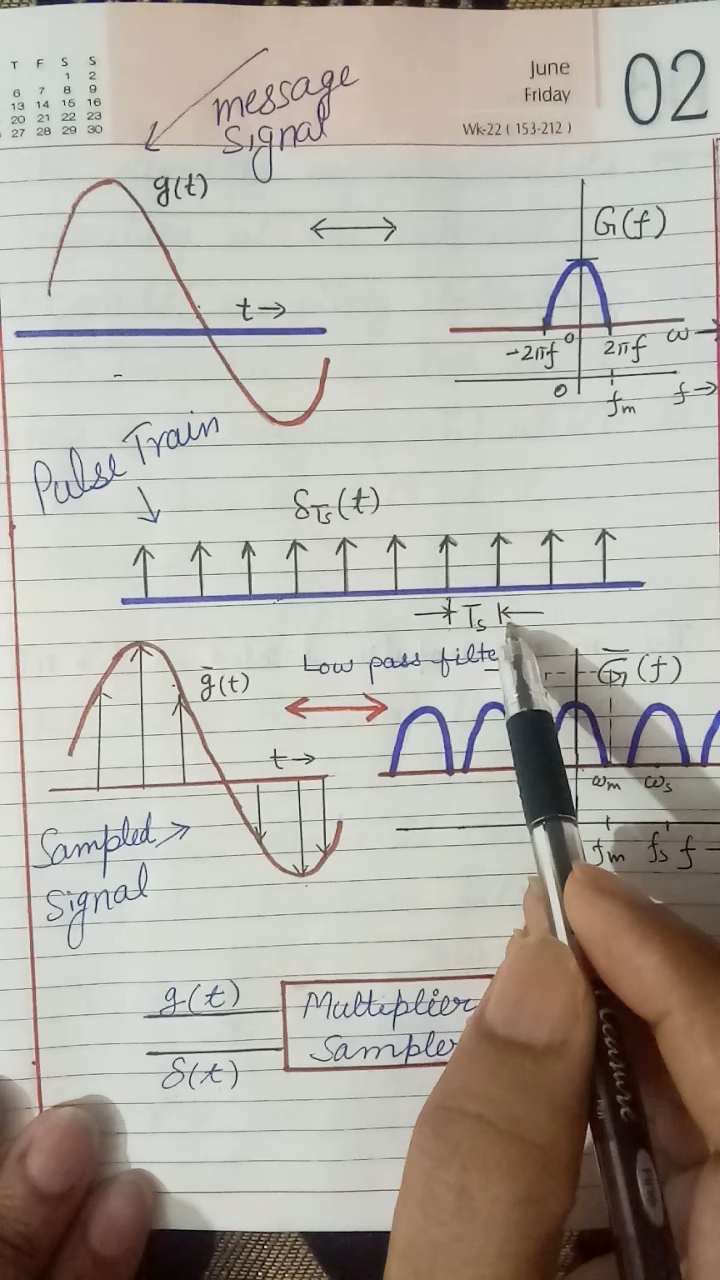 T F S S
1 2
6 7 8 9
13 14 15 16
20 21 22 23
27 28 29 30
June
Friday
Wk-22 ( 153-212 )
02
message
Signal
g(t)
t→
G(f)
-2πf 0 2πf ω→
0 fm f→
Pulse Train
δTs(t)
Ts
Low pass filte
g̅(t)
G̅(f)
t→
ωm ωs
fm fs f
Sampled
Signal
g(t)
δ(t)
Multiplier
Sample